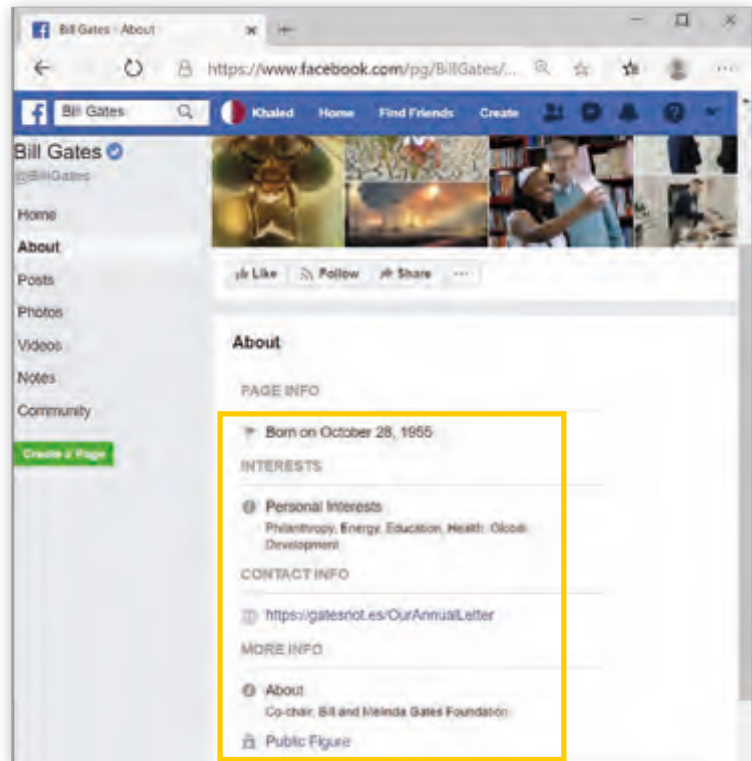 Bill Gates - About
https://www.facebook.com/pg/BillGates/...
Bill Gates
Khaled Home Find Friends Create
Bill Gates
@BillGates
Home
About
Posts
Photos
Videos
Notes
Community
Create a Page
Like Follow Share ...
About
PAGE INFO
Born on October 28, 1955
INTERESTS
Personal Interests
Philanthropy, Energy, Education, Health, Global
Development
CONTACT INFO
https://gatesnot.es/OurAnnualLetter
MORE INFO
About
Co-chair, Bill and Melinda Gates Foundation
Public Figure